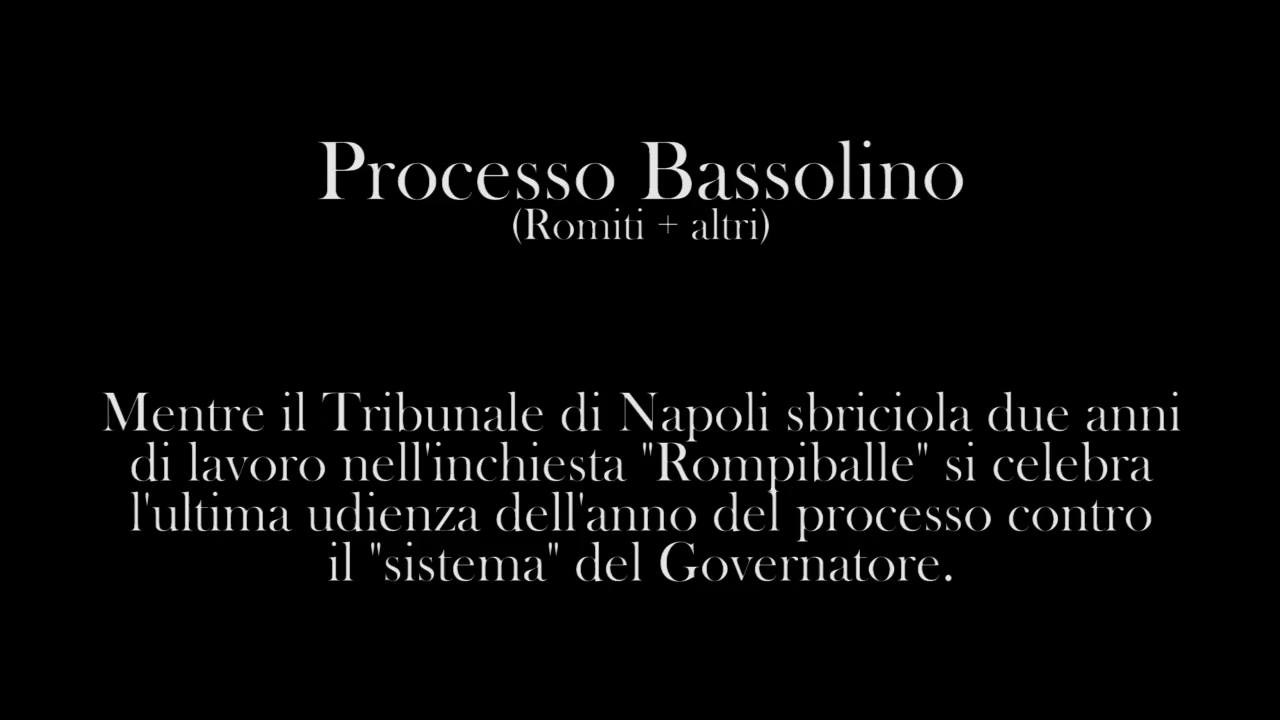 Processo Bassolino
(Romiti + altri)
Mentre il Tribunale di Napoli sbriciola due anni
di lavoro nell'inchiesta "Rompiballe" si celebra
l'ultima udienza dell'anno del processo contro
il "sistema" del Governatore.